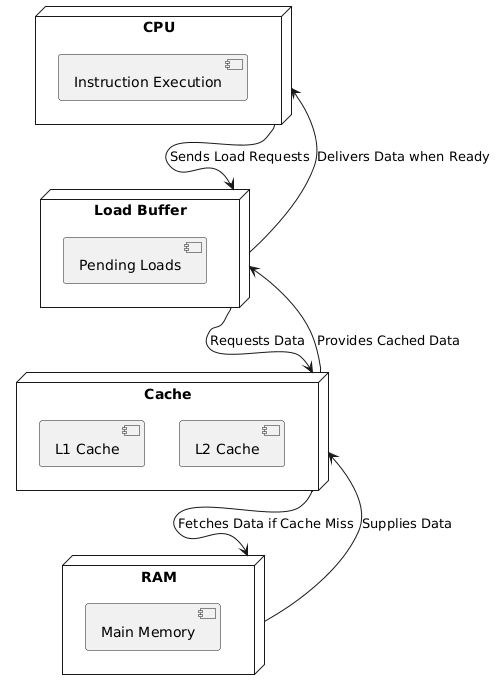 CPU
Instruction Execution
Sends Load Requests
Delivers Data when Ready
Load Buffer
Pending Loads
Requests Data
Provides Cached Data
Cache
L1 Cache
L2 Cache
Fetches Data if Cache Miss
Supplies Data
RAM
Main Memory